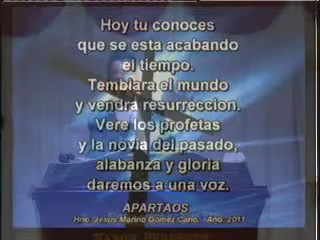 Hoy tu conoces
que se esta acabando
el tiempo.
Temblara el mundo
y vendra resurreccion.
Vere los profetas
y la novia del pasado,
alabanza y gloria
daremos a una voz.
APARTAOS
Hno. Jesus Marino Gomez Cano. - Año. 2011